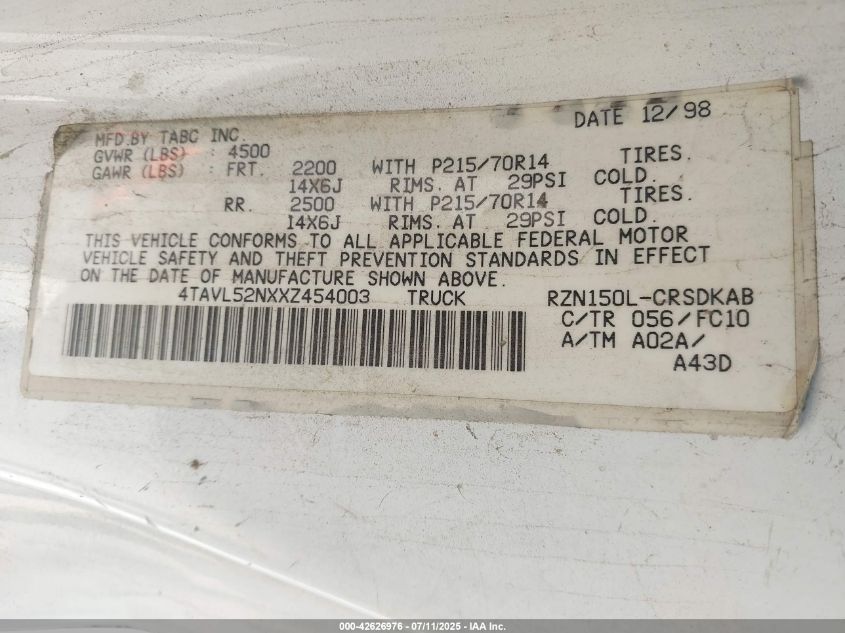 DATE 12/98
MFD.BY TABC INC.
GVWR (LBS) : 4500
GAWR (LBS) : FRT. 2200 WITH P215/70R14 TIRES.
14X6J RIMS. AT 29PSI COLD.
RR. 2500 WITH P215/70R14 TIRES.
14X6J RIMS. AT 29PSI COLD.
THIS VEHICLE CONFORMS TO ALL APPLICABLE FEDERAL MOTOR
VEHICLE SAFETY AND THEFT PREVENTION STANDARDS IN EFFECT
ON THE DATE OF MANUFACTURE SHOWN ABOVE.
4TAVL52NXXZ454003 TRUCK RZN150L-CRSDKAB
C/TR 056/FC10
A/TM A02A/
A43D
000-42626976 - 07/11/2025 - IAA Inc.